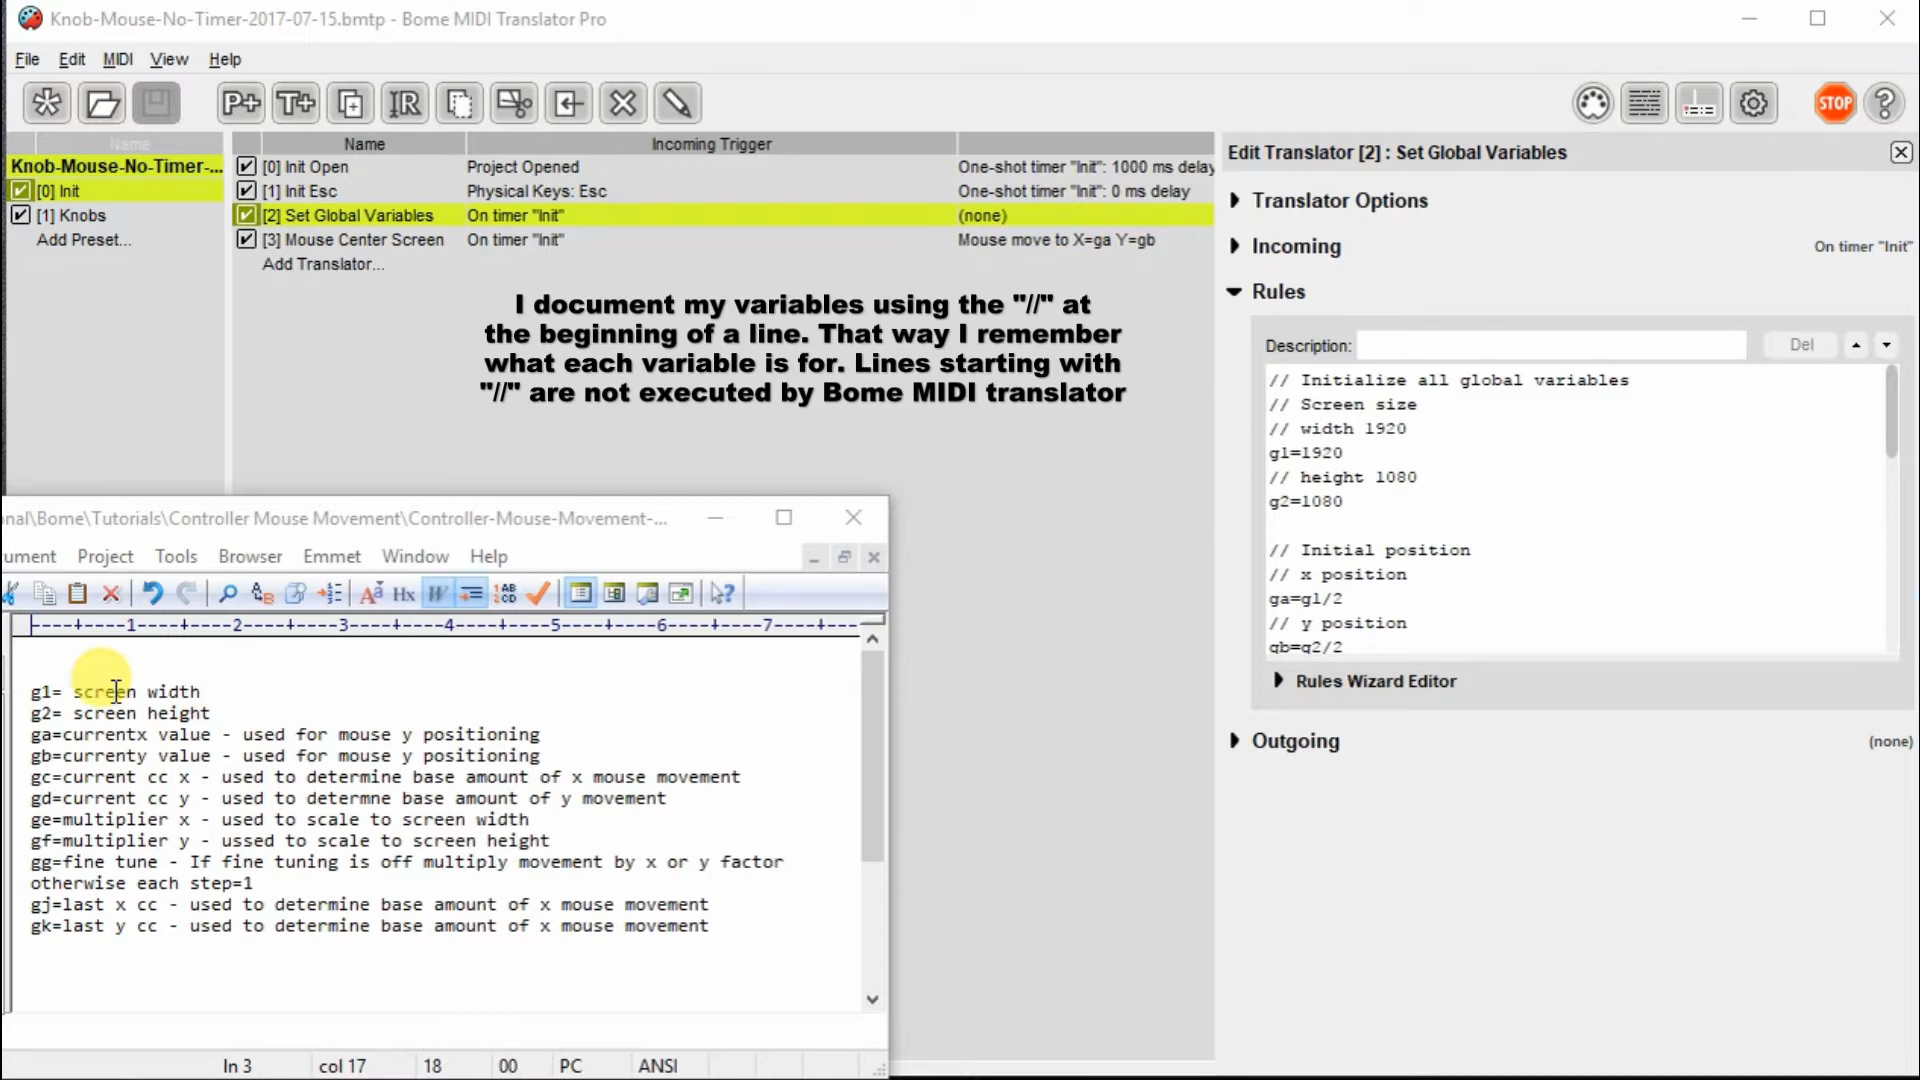 Knob-Mouse-No-Timer-2017-07-15.bmtp - Bome MIDI Translator Pro
File Edit MIDI View Help
P+ T+ IR STOP ?
Name
Knob-Mouse-No-Timer-...
[0] Init
[1] Knobs
Add Preset...
Name Incoming Trigger
[0] Init Open Project Opened One-shot timer "Init": 1000 ms delay
[1] Init Esc Physical Keys: Esc One-shot timer "Init": 0 ms delay
[2] Set Global Variables On timer "Init" (none)
[3] Mouse Center Screen On timer "Init" Mouse move to X=ga Y=gb
Add Translator...
I document my variables using the "//" at
the beginning of a line. That way I remember
what each variable is for. Lines starting with
"//" are not executed by Bome MIDI translator
Edit Translator [2] : Set Global Variables
Translator Options
Incoming On timer "Init"
Rules
Description: Del
// Initialize all global variables
// Screen size
// width 1920
g1=1920
// height 1080
g2=1080
// Initial position
// x position
ga=g1/2
// y position
gb=g2/2
Rules Wizard Editor
Outgoing (none)
nal\Bome\Tutorials\Controller Mouse Movement\Controller-Mouse-Movement-...
ument Project Tools Browser Emmet Window Help
----+----1----+----2----+----3----+----4----+----5----+----6----+----7----+---
g1= screen width
g2= screen height
ga=currentx value - used for mouse y positioning
gb=currenty value - used for mouse y positioning
gc=current cc x - used to determine base amount of x mouse movement
gd=current cc y - used to determne base amount of y movement
ge=multiplier x - used to scale to screen width
gf=multiplier y - ussed to scale to screen height
gg=fine tune - If fine tuning is off multiply movement by x or y factor
otherwise each step=1
gj=last x cc - used to determine base amount of x mouse movement
gk=last y cc - used to determine base amount of x mouse movement
ln 3 col 17 18 00 PC ANSI